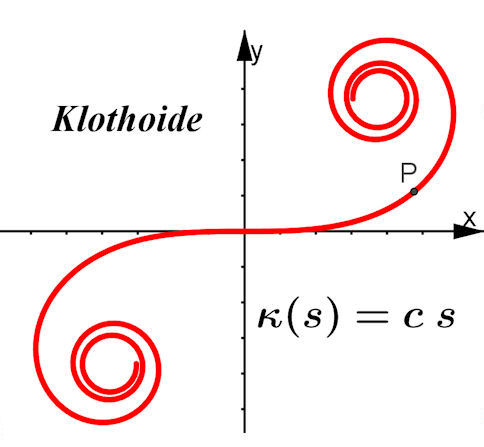 y
Klothoide
P
x
κ(s) = c s